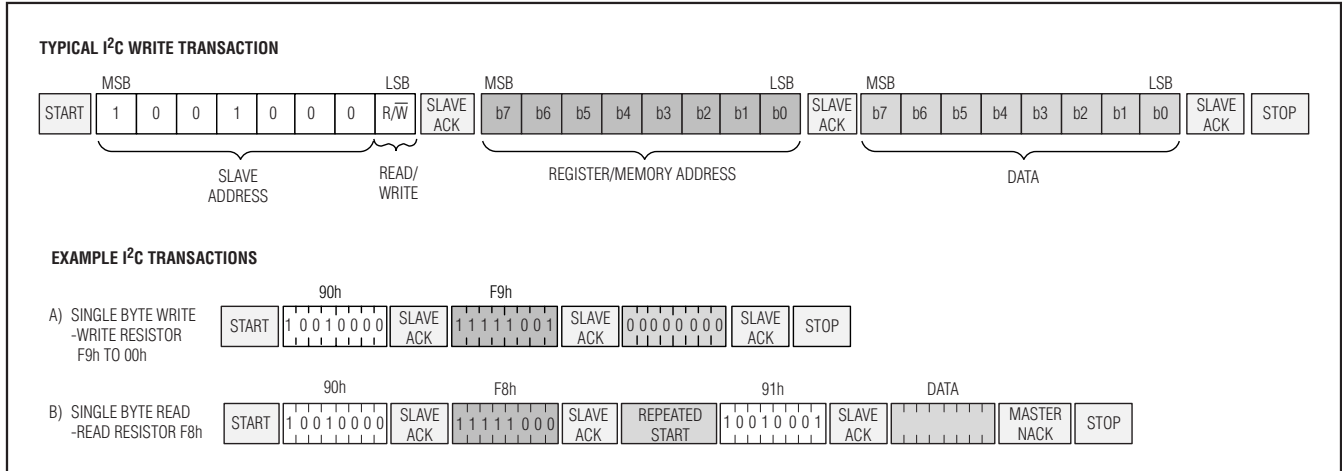 TYPICAL I2C WRITE TRANSACTION
MSB LSB MSB LSB MSB LSB
START 1 0 0 1 0 0 0 R/W̅ SLAVE ACK b7 b6 b5 b4 b3 b2 b1 b0 SLAVE ACK b7 b6 b5 b4 b3 b2 b1 b0 SLAVE ACK STOP
SLAVE ADDRESS READ/WRITE REGISTER/MEMORY ADDRESS DATA
EXAMPLE I2C TRANSACTIONS
90h F9h
A) SINGLE BYTE WRITE
-WRITE RESISTOR
F9h TO 00h
START 1 0 0 1 0 0 0 0 SLAVE ACK 1 1 1 1 1 0 0 1 SLAVE ACK 0 0 0 0 0 0 0 0 SLAVE ACK STOP
90h F8h 91h DATA
B) SINGLE BYTE READ
-READ RESISTOR F8h
START 1 0 0 1 0 0 0 0 SLAVE ACK 1 1 1 1 1 0 0 0 SLAVE ACK REPEATED START 1 0 0 1 0 0 0 1 SLAVE ACK MASTER NACK STOP